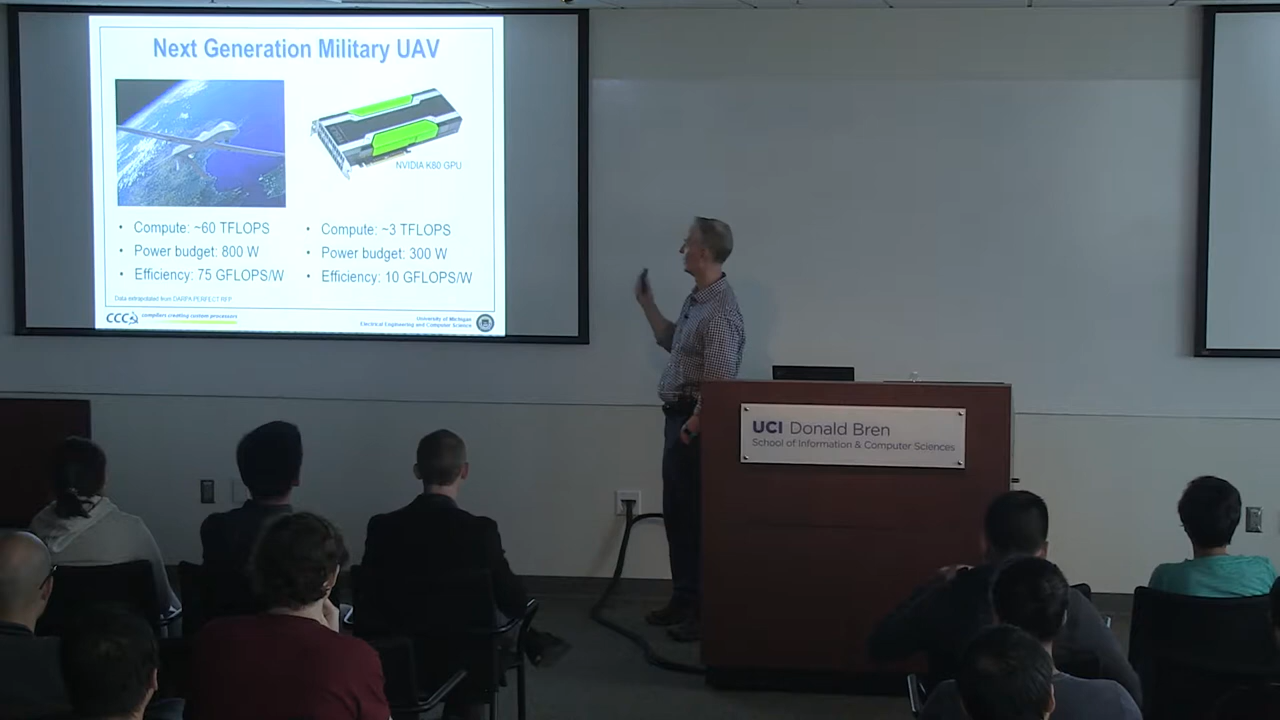 Next Generation Military UAV
NVIDIA K80 GPU
• Compute: ~60 TFLOPS
• Power budget: 800 W
• Efficiency: 75 GFLOPS/W
• Compute: ~3 TFLOPS
• Power budget: 300 W
• Efficiency: 10 GFLOPS/W
Data extrapolated from DARPA PERFECT RFP
CCC
compilers creating custom processors
University of Michigan
Electrical Engineering and Computer Science
UCI Donald Bren
School of Information & Computer Sciences